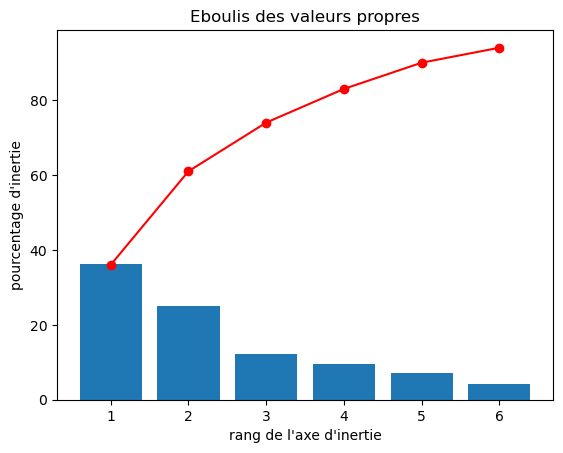 Eboulis des valeurs propres
80
60
40
20
0
pourcentage d'inertie
1 2 3 4 5 6
rang de l'axe d'inertie